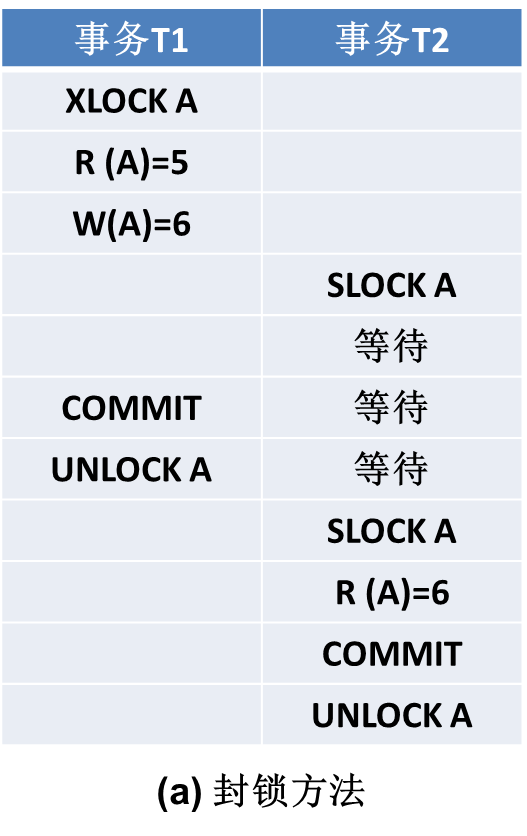 事务T1 事务T2
XLOCK A
R (A)=5
W(A)=6
SLOCK A
等待
COMMIT 等待
UNLOCK A 等待
SLOCK A
R (A)=6
COMMIT
UNLOCK A
(a) 封锁方法